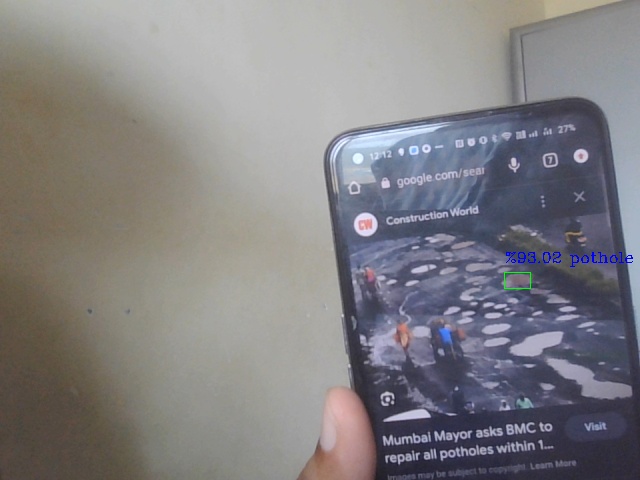 12:12
27%
google.com/sear
7
CW
Construction World
%93.02 pothole
Mumbai Mayor asks BMC to
repair all potholes within 1...
Visit
Images may be subject to copyright. Learn More